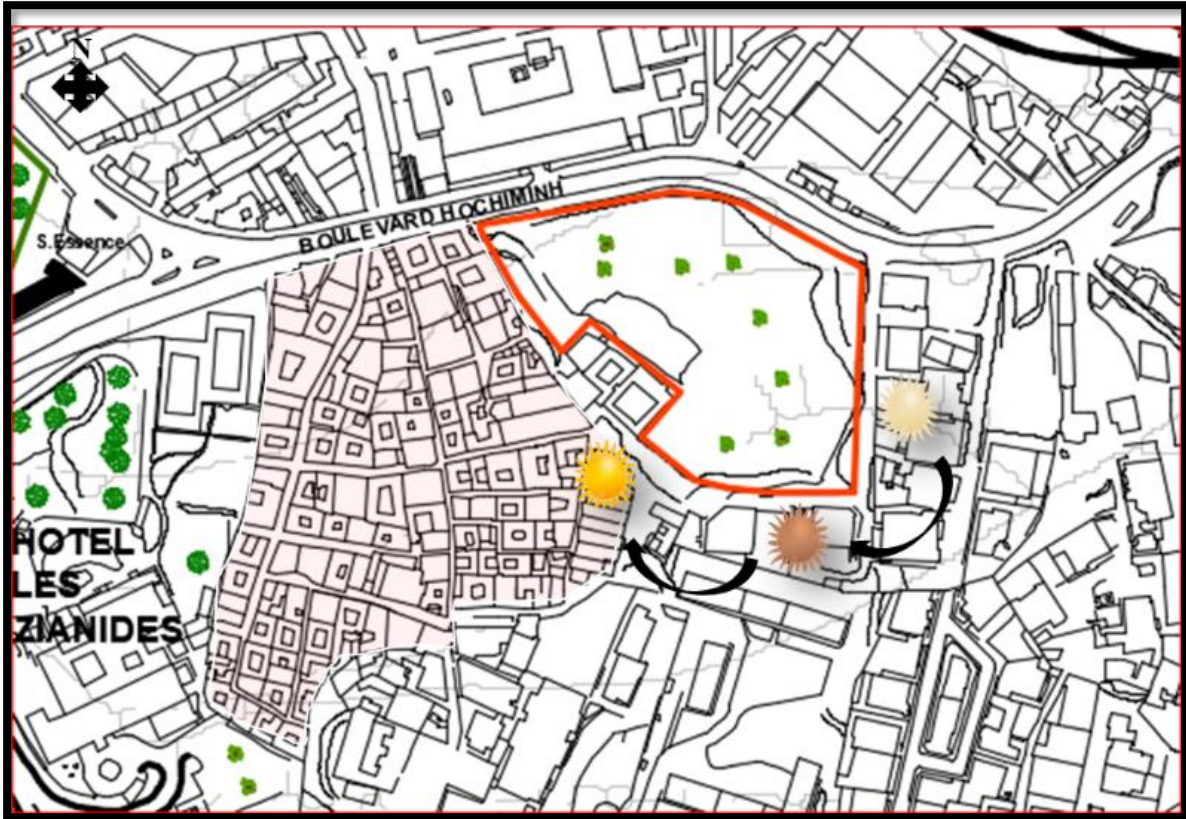 N
BOULEVARD HOCHIMINH
S.Essence
HOTEL
LES
ZIANIDES